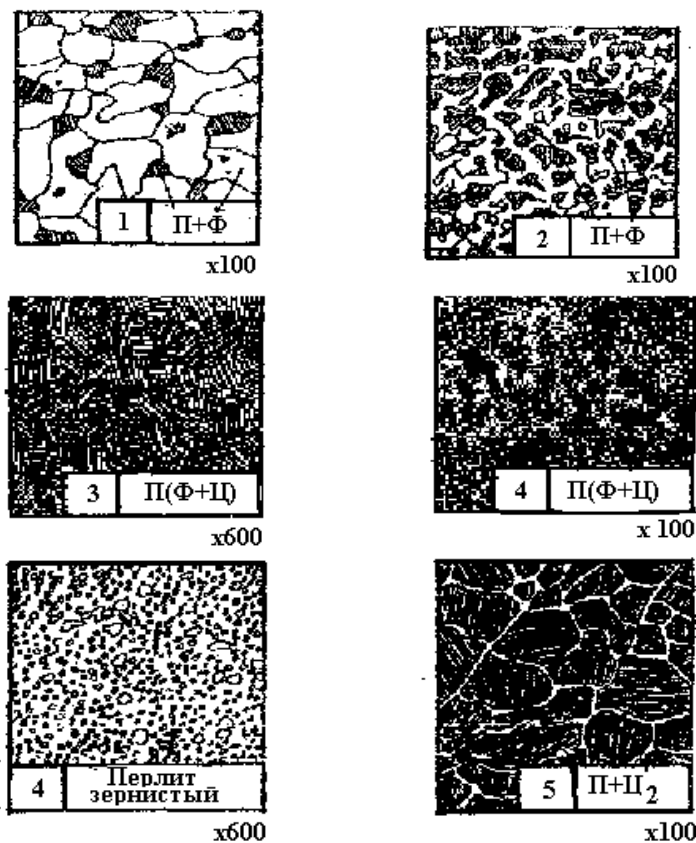 1 П+Ф
x100
2 П+Ф
x100
3 П(Ф+Ц)
x600
4 П(Ф+Ц)
x 100
4 Перлит
зернистый
x600
5 П+Ц2
x100